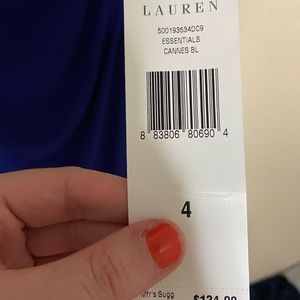 LAUREN
500193534DC9
ESSENTIALS
CANNES BL
8 83806 80690 4
4
Mfr's Sugg